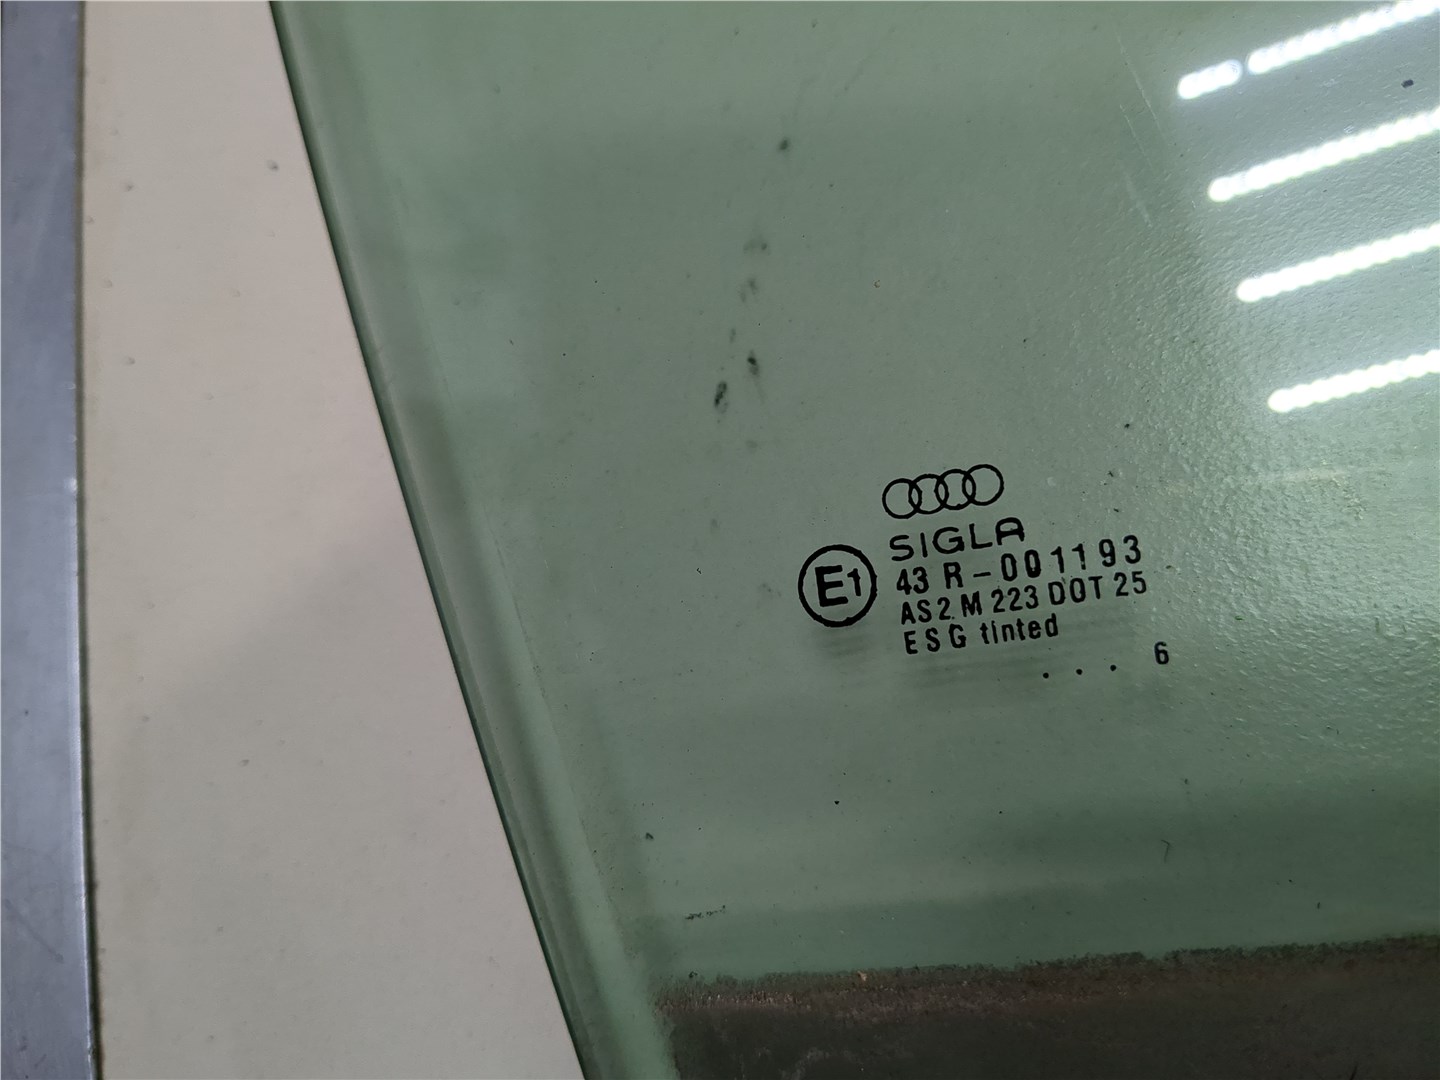 SIGLA
E1
43 R-001193
AS2 M 223 DOT 25
ESG tinted
. . . 6